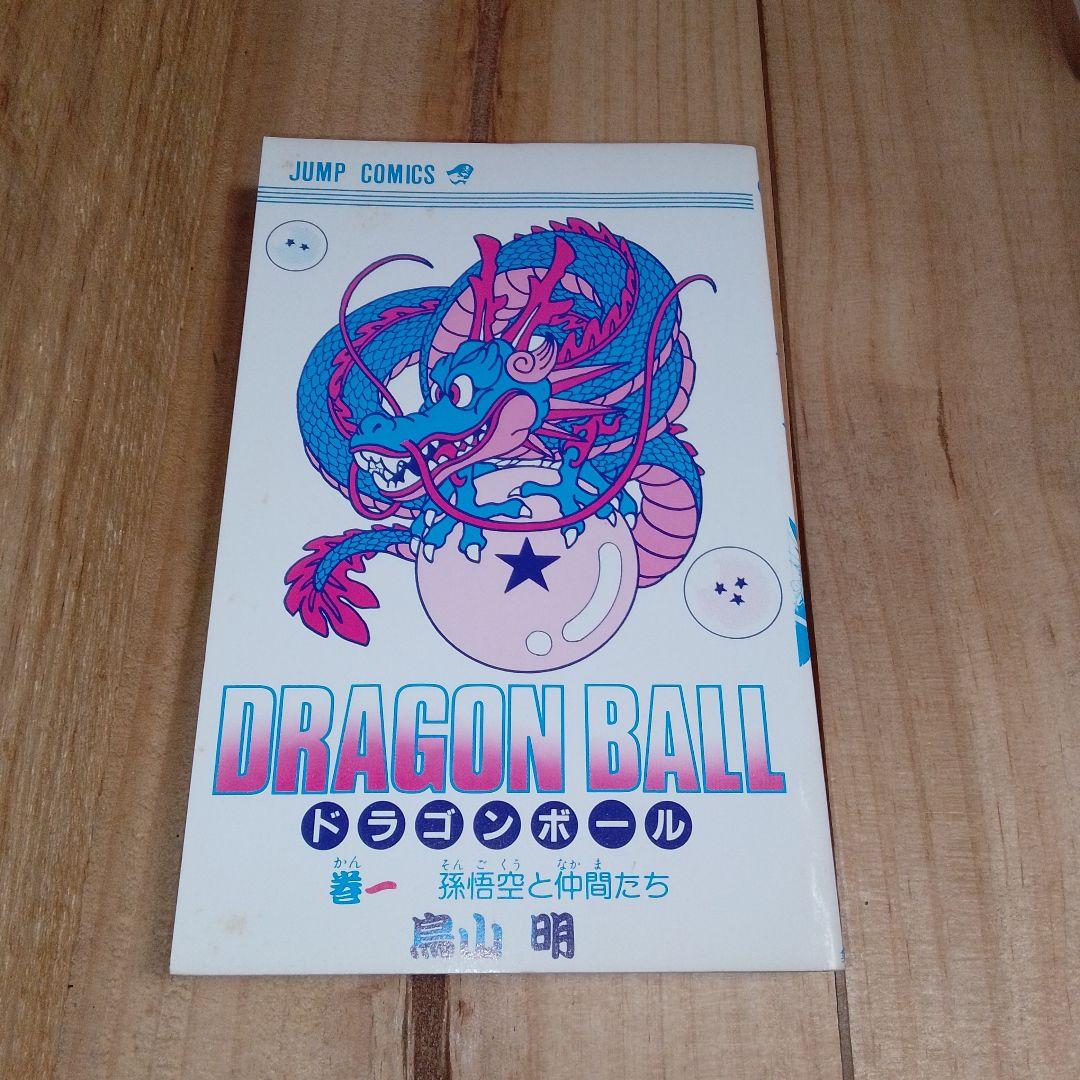 JUMP COMICS
DRAGON BALL
ドラゴンボール
かん そんごくう なかま
巻一 孫悟空と仲間たち
鳥山 明